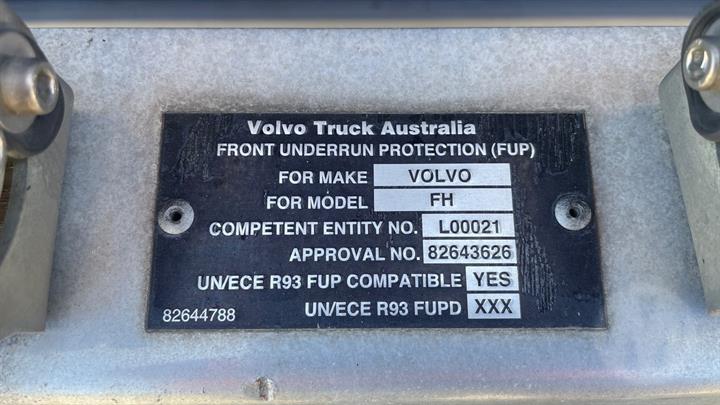 Volvo Truck Australia
FRONT UNDERRUN PROTECTION (FUP)
FOR MAKE VOLVO
FOR MODEL FH
COMPETENT ENTITY NO. L00021
APPROVAL NO. 82643626
UN/ECE R93 FUP COMPATIBLE YES
UN/ECE R93 FUPD XXX
82644788